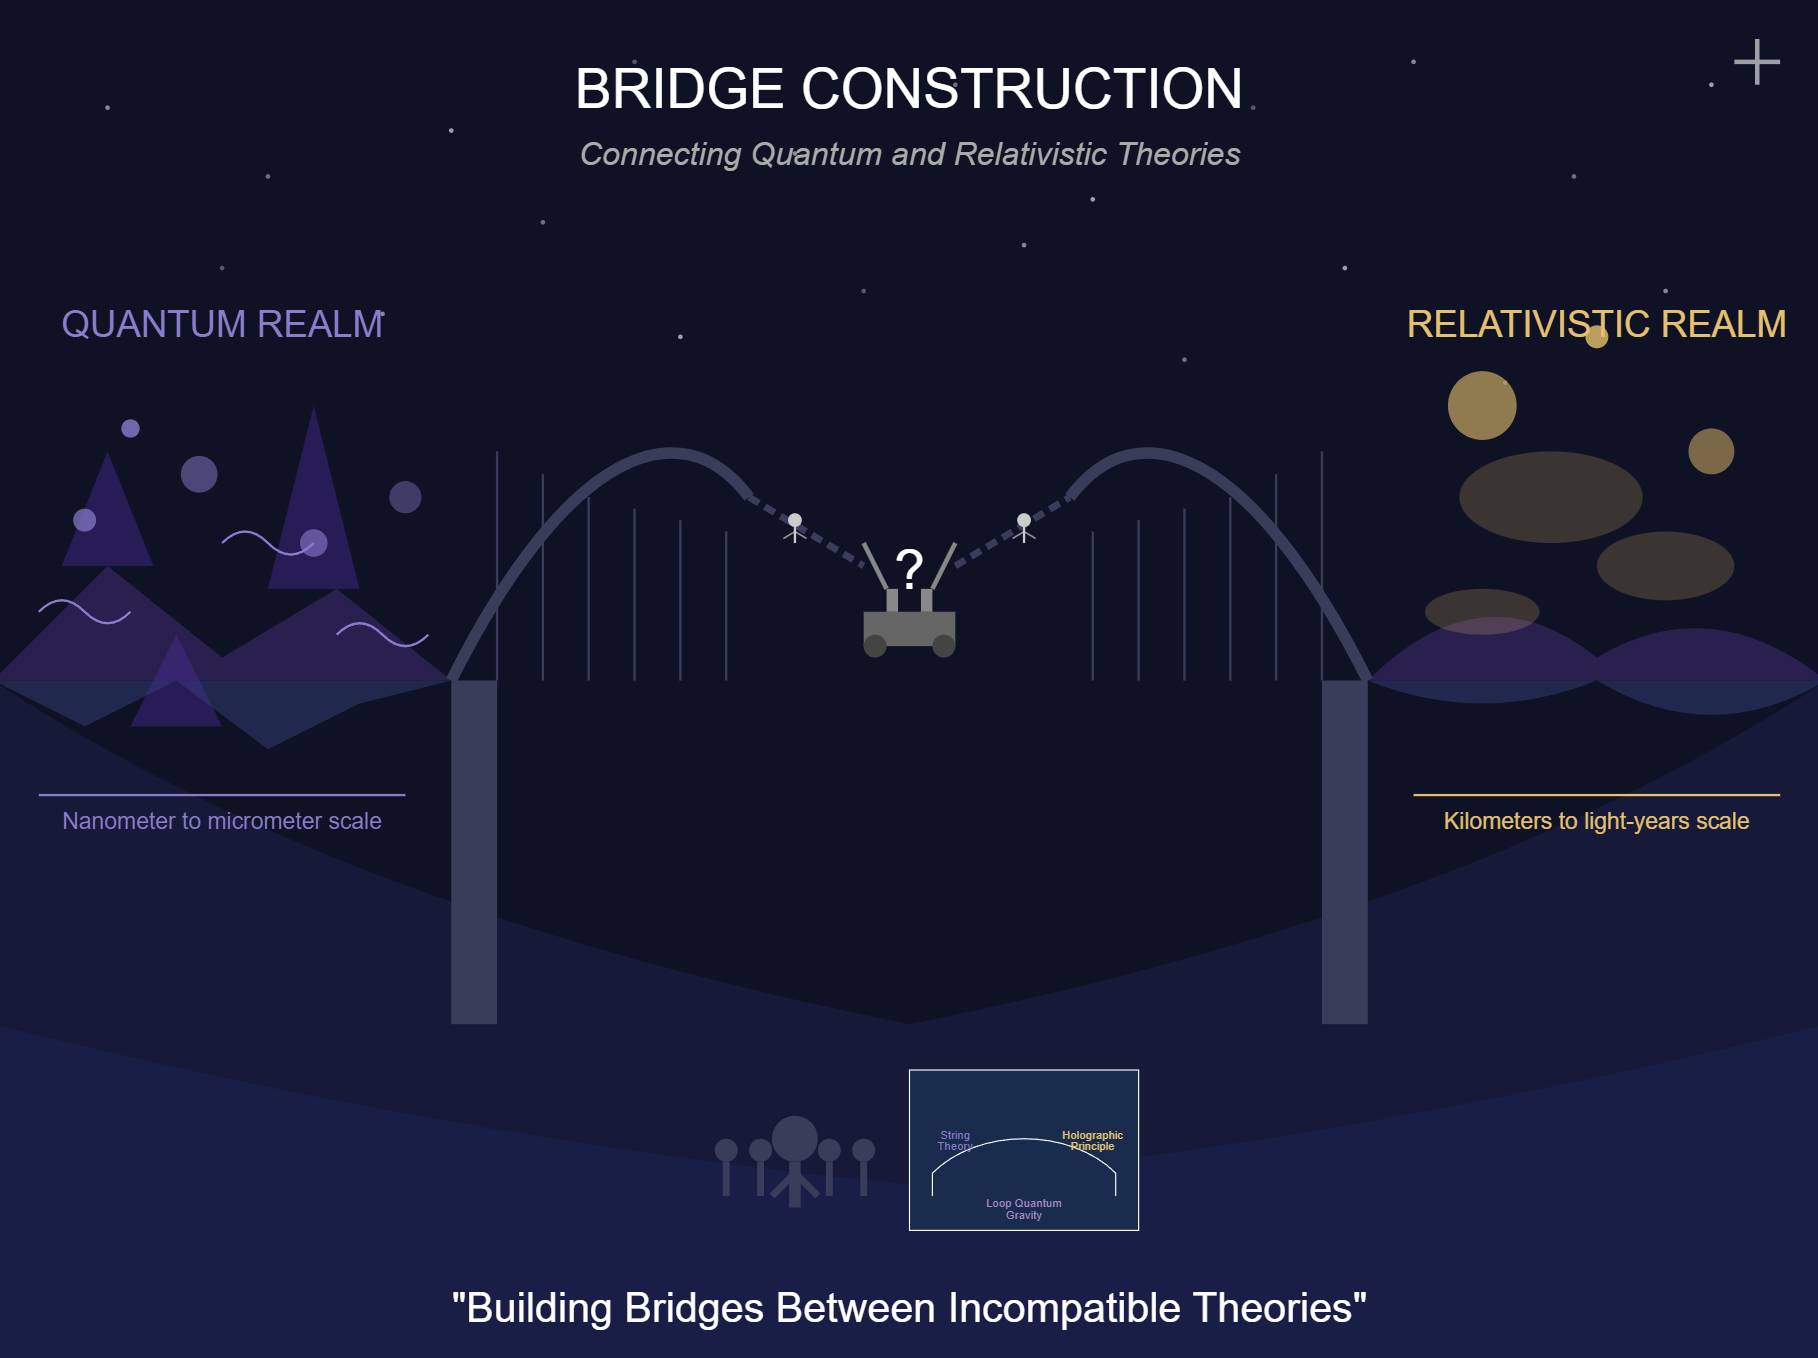 BRIDGE CONSTRUCTION
Connecting Quantum and Relativistic Theories
QUANTUM REALM
RELATIVISTIC REALM
?
Nanometer to micrometer scale
Kilometers to light-years scale
String
Theory
Holographic
Principle
Loop Quantum
Gravity
"Building Bridges Between Incompatible Theories"